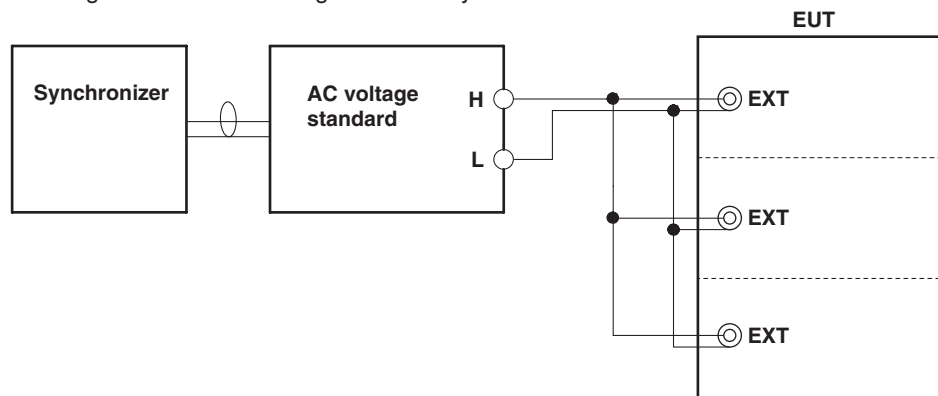 EUT
Synchronizer
AC voltage
standard
H
L
EXT
EXT
EXT